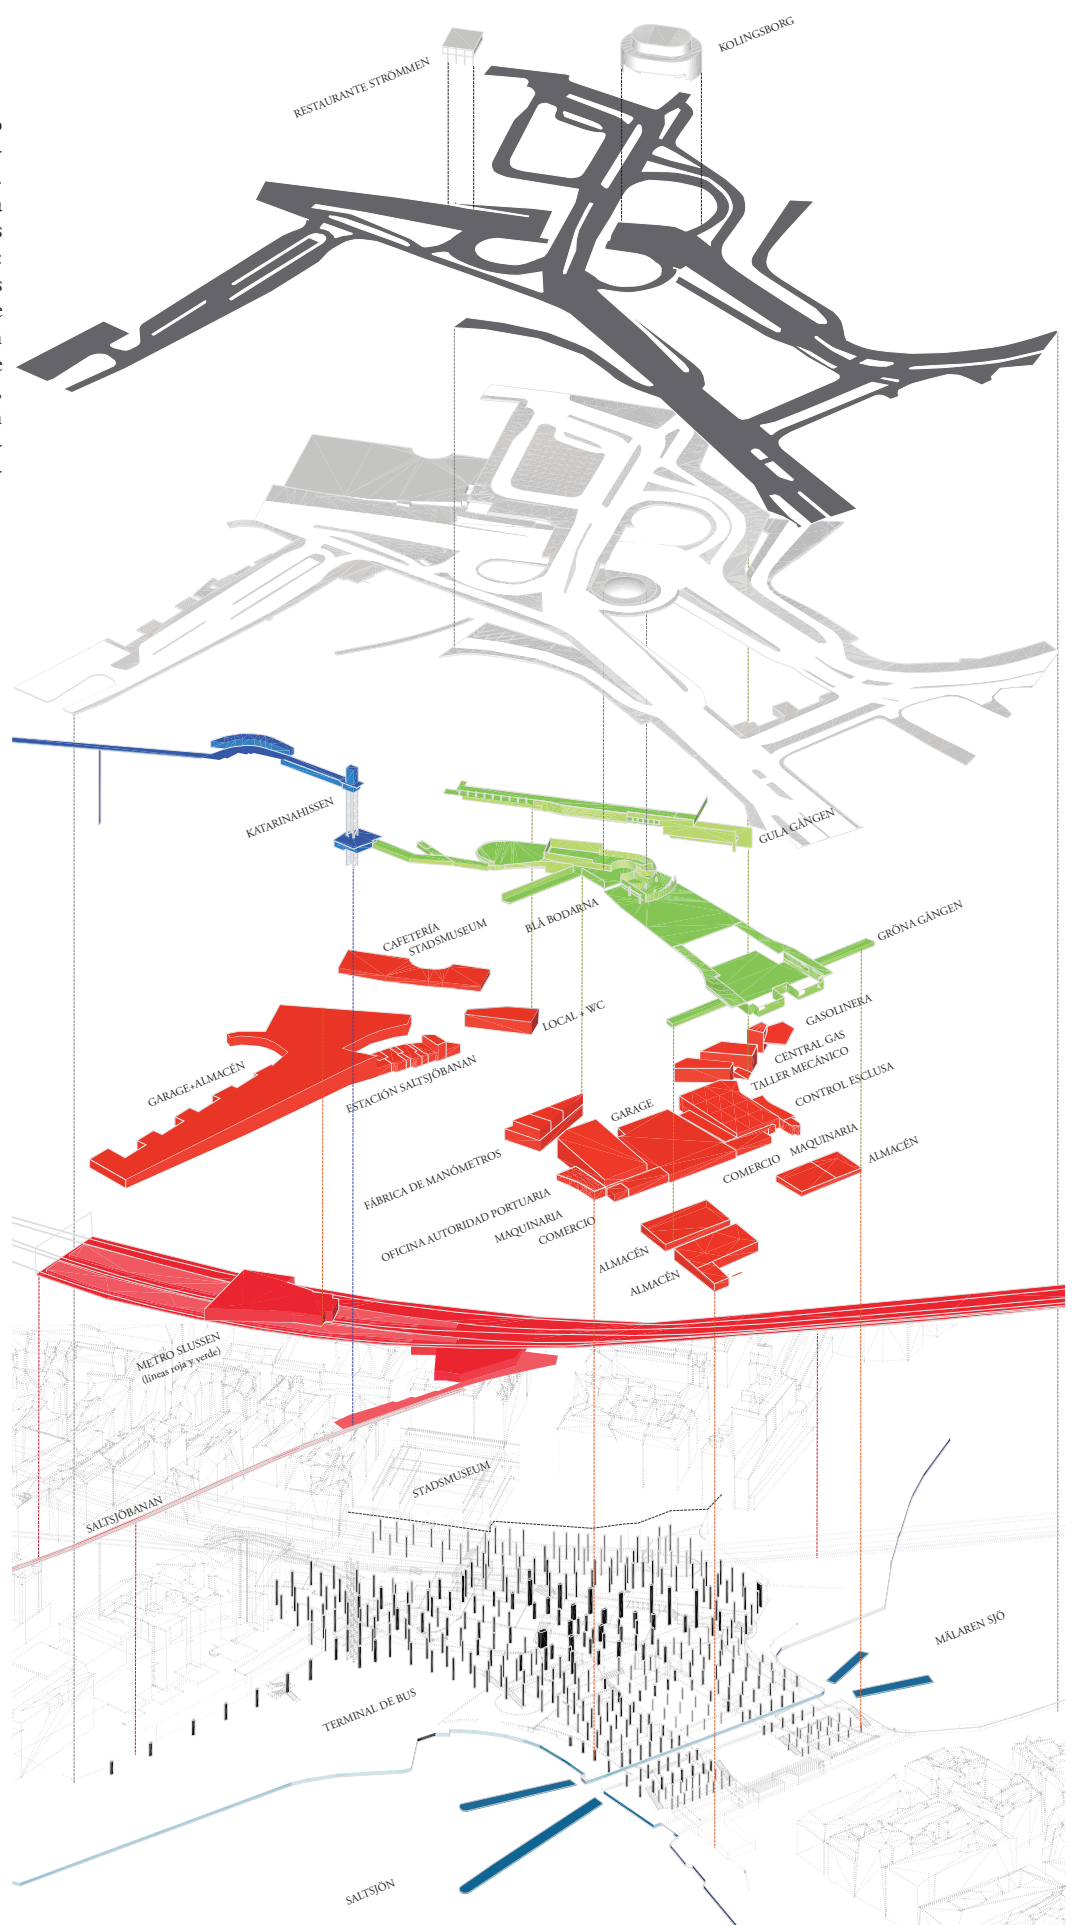 KOLINGSBORG
RESTAURANTE STRÖMMEN
KATARINAHISSEN
GULA GÅNGEN
BLÅ BODARNA
GRÖNA GÅNGEN
CAFETERÍA
STADSMUSEUM
LOCAL + WC
GASOLINERA
CENTRAL GAS
TALLER MECÁNICO
CONTROL ESCLUSA
GARAGE+ALMACÉN
ESTACIÓN SALTSJÖBANAN
GARAGE
FÁBRICA DE MANÓMETROS
COMERCIO
MAQUINARIA
ALMACÉN
OFICINA AUTORIDAD PORTUARIA
MAQUINARIA
COMERCIO
ALMACÉN
ALMACÉN
METRO SLUSSEN
(líneas roja y verde)
STADSMUSEUM
SALTSJÖBANAN
MÄLAREN SJÖ
TERMINAL DE BUS
SALTSJÖN